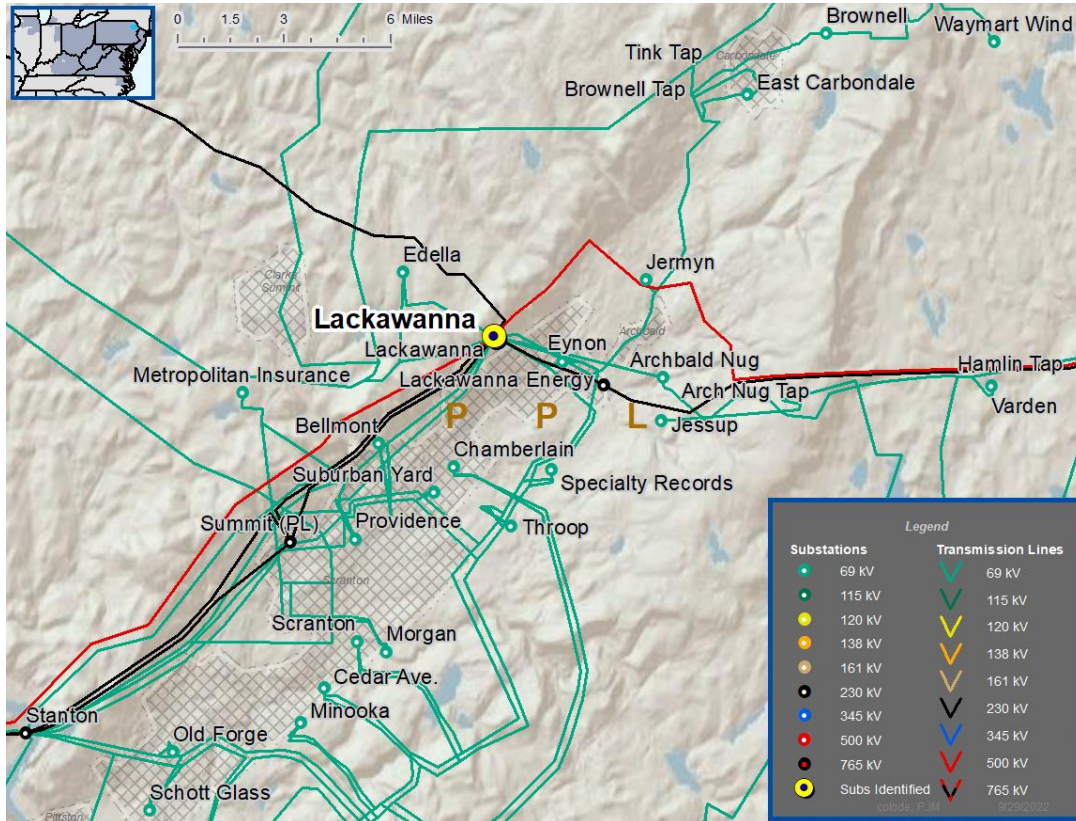 0 1.5 3 6 Miles
Brownell
Waymart Wind
Tink Tap
Carbondale
Brownell Tap
East Carbondale
Edella
Jermyn
Clarks
Summit
Lackawanna
Lackawanna
Eynon
Archbald
Archbald Nug
Hamlin Tap
Metropolitan Insurance
Lackawanna Energy
Arch Nug Tap
Varden
P P L
Jessup
Bellmont
Chamberlain
Suburban Yard
Specialty Records
Summit (PL)
Providence
Throop
Scranton
Scranton
Morgan
Cedar Ave.
Stanton
Minooka
Old Forge
Schott Glass
Pittston
Legend
Substations
69 kV
115 kV
120 kV
138 kV
161 kV
230 kV
345 kV
500 kV
765 kV
Subs Identified
Transmission Lines
69 kV
115 kV
120 kV
138 kV
161 kV
230 kV
345 kV
500 kV
765 kV
PJM 9/29/2022